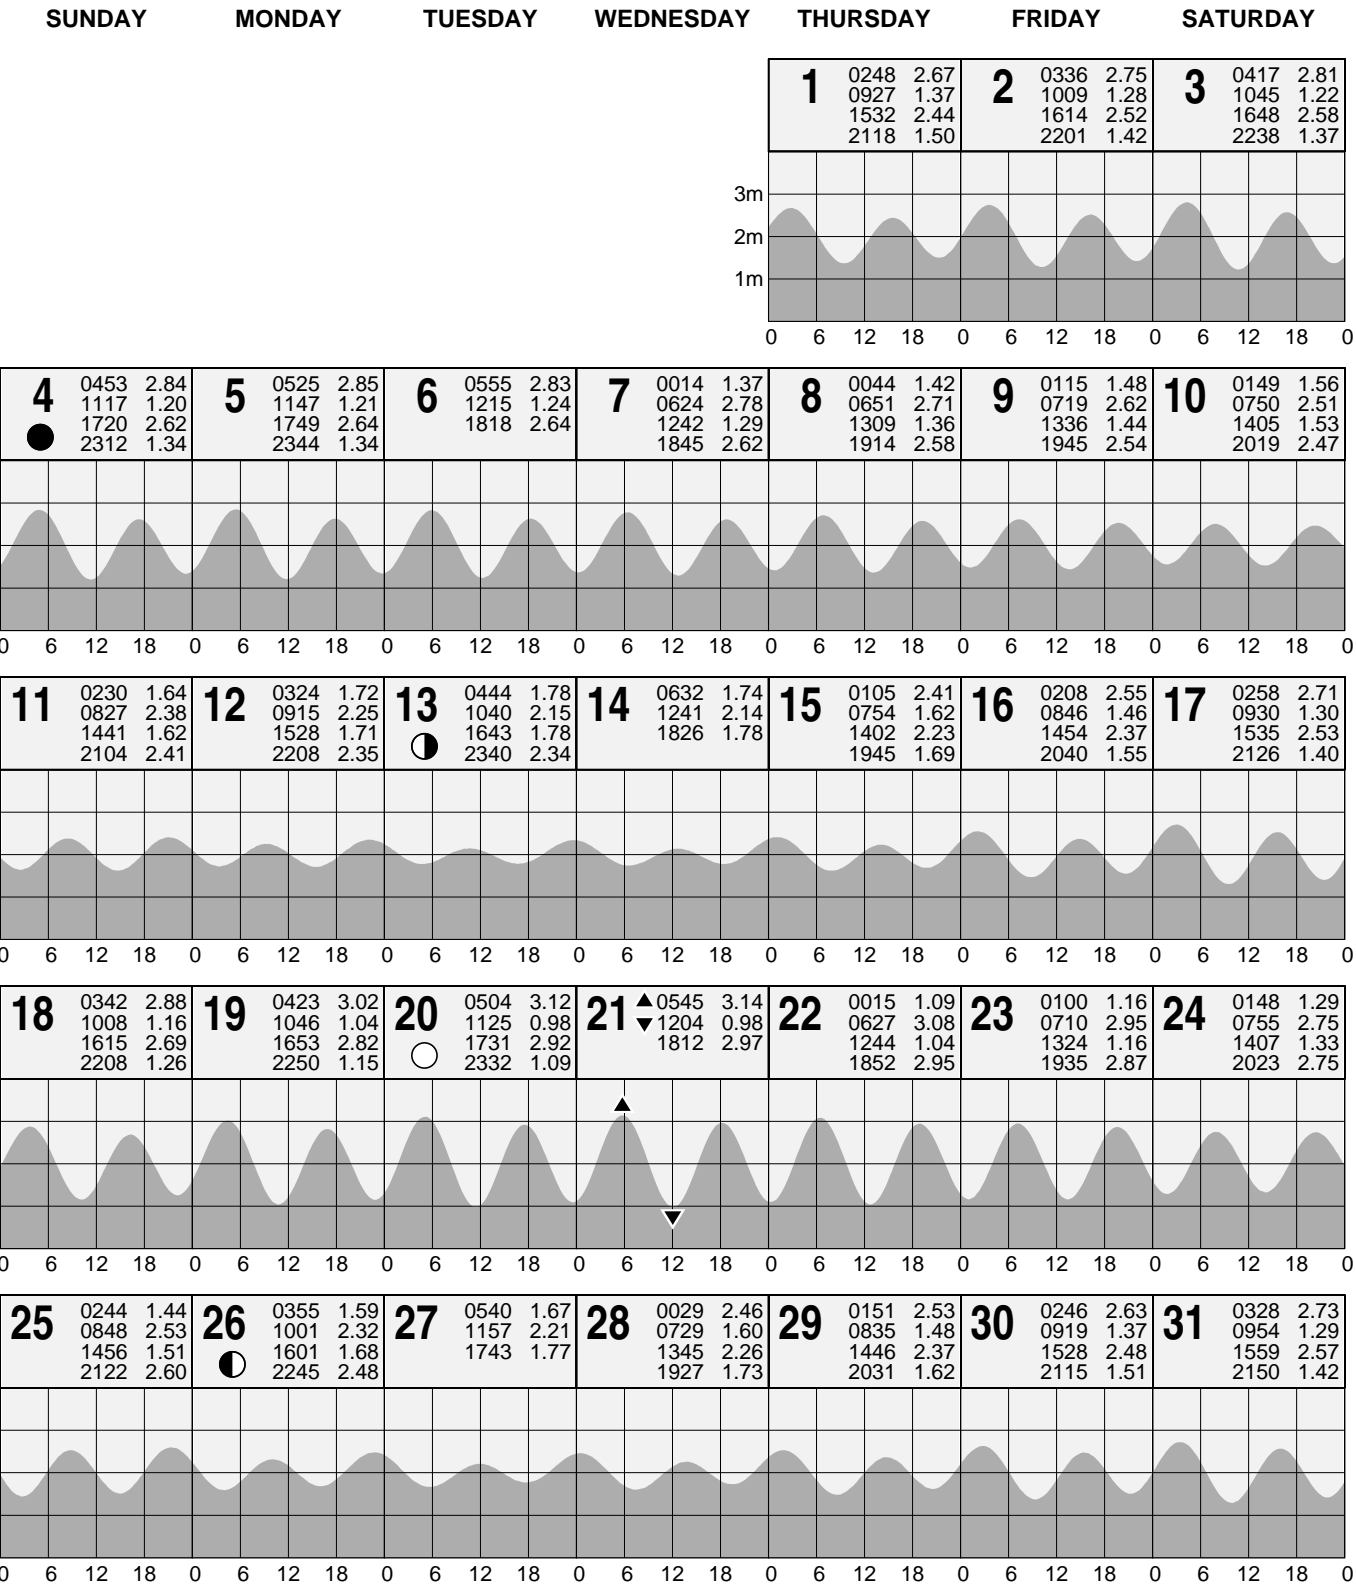 SUNDAY MONDAY TUESDAY WEDNESDAY THURSDAY FRIDAY SATURDAY
1 0248 2.67 2 0336 2.75 3 0417 2.81
0927 1.37 1009 1.28 1045 1.22
1532 2.44 1614 2.52 1648 2.58
2118 1.50 2201 1.42 2238 1.37
3m
2m
1m
0 6 12 18 0 6 12 18 0 6 12 18 0
4 0453 2.84 5 0525 2.85 6 0555 2.83 7 0014 1.37 8 0044 1.42 9 0115 1.48 10 0149 1.56
1117 1.20 1147 1.21 1215 1.24 0624 2.78 0651 2.71 0719 2.62 0750 2.51
1720 2.62 1749 2.64 1818 2.64 1242 1.29 1309 1.36 1336 1.44 1405 1.53
2312 1.34 2344 1.34 1845 2.62 1914 2.58 1945 2.54 2019 2.47
0 6 12 18 0 6 12 18 0 6 12 18 0 6 12 18 0 6 12 18 0 6 12 18 0 6 12 18 0
11 0230 1.64 12 0324 1.72 13 0444 1.78 14 0632 1.74 15 0105 2.41 16 0208 2.55 17 0258 2.71
0827 2.38 0915 2.25 1040 2.15 1241 2.14 0754 1.62 0846 1.46 0930 1.30
1441 1.62 1528 1.71 1643 1.78 1826 1.78 1402 2.23 1454 2.37 1535 2.53
2104 2.41 2208 2.35 2340 2.34 1945 1.69 2040 1.55 2126 1.40
0 6 12 18 0 6 12 18 0 6 12 18 0 6 12 18 0 6 12 18 0 6 12 18 0 6 12 18 0
18 0342 2.88 19 0423 3.02 20 0504 3.12 21 0545 3.14 22 0015 1.09 23 0100 1.16 24 0148 1.29
1008 1.16 1046 1.04 1125 0.98 1204 0.98 0627 3.08 0710 2.95 0755 2.75
1615 2.69 1653 2.82 1731 2.92 1812 2.97 1244 1.04 1324 1.16 1407 1.33
2208 1.26 2250 1.15 2332 1.09 1852 2.95 1935 2.87 2023 2.75
0 6 12 18 0 6 12 18 0 6 12 18 0 6 12 18 0 6 12 18 0 6 12 18 0 6 12 18 0
25 0244 1.44 26 0355 1.59 27 0540 1.67 28 0029 2.46 29 0151 2.53 30 0246 2.63 31 0328 2.73
0848 2.53 1001 2.32 1157 2.21 0729 1.60 0835 1.48 0919 1.37 0954 1.29
1456 1.51 1601 1.68 1743 1.77 1345 2.26 1446 2.37 1528 2.48 1559 2.57
2122 2.60 2245 2.48 1927 1.73 2031 1.62 2115 1.51 2150 1.42
0 6 12 18 0 6 12 18 0 6 12 18 0 6 12 18 0 6 12 18 0 6 12 18 0 6 12 18 0